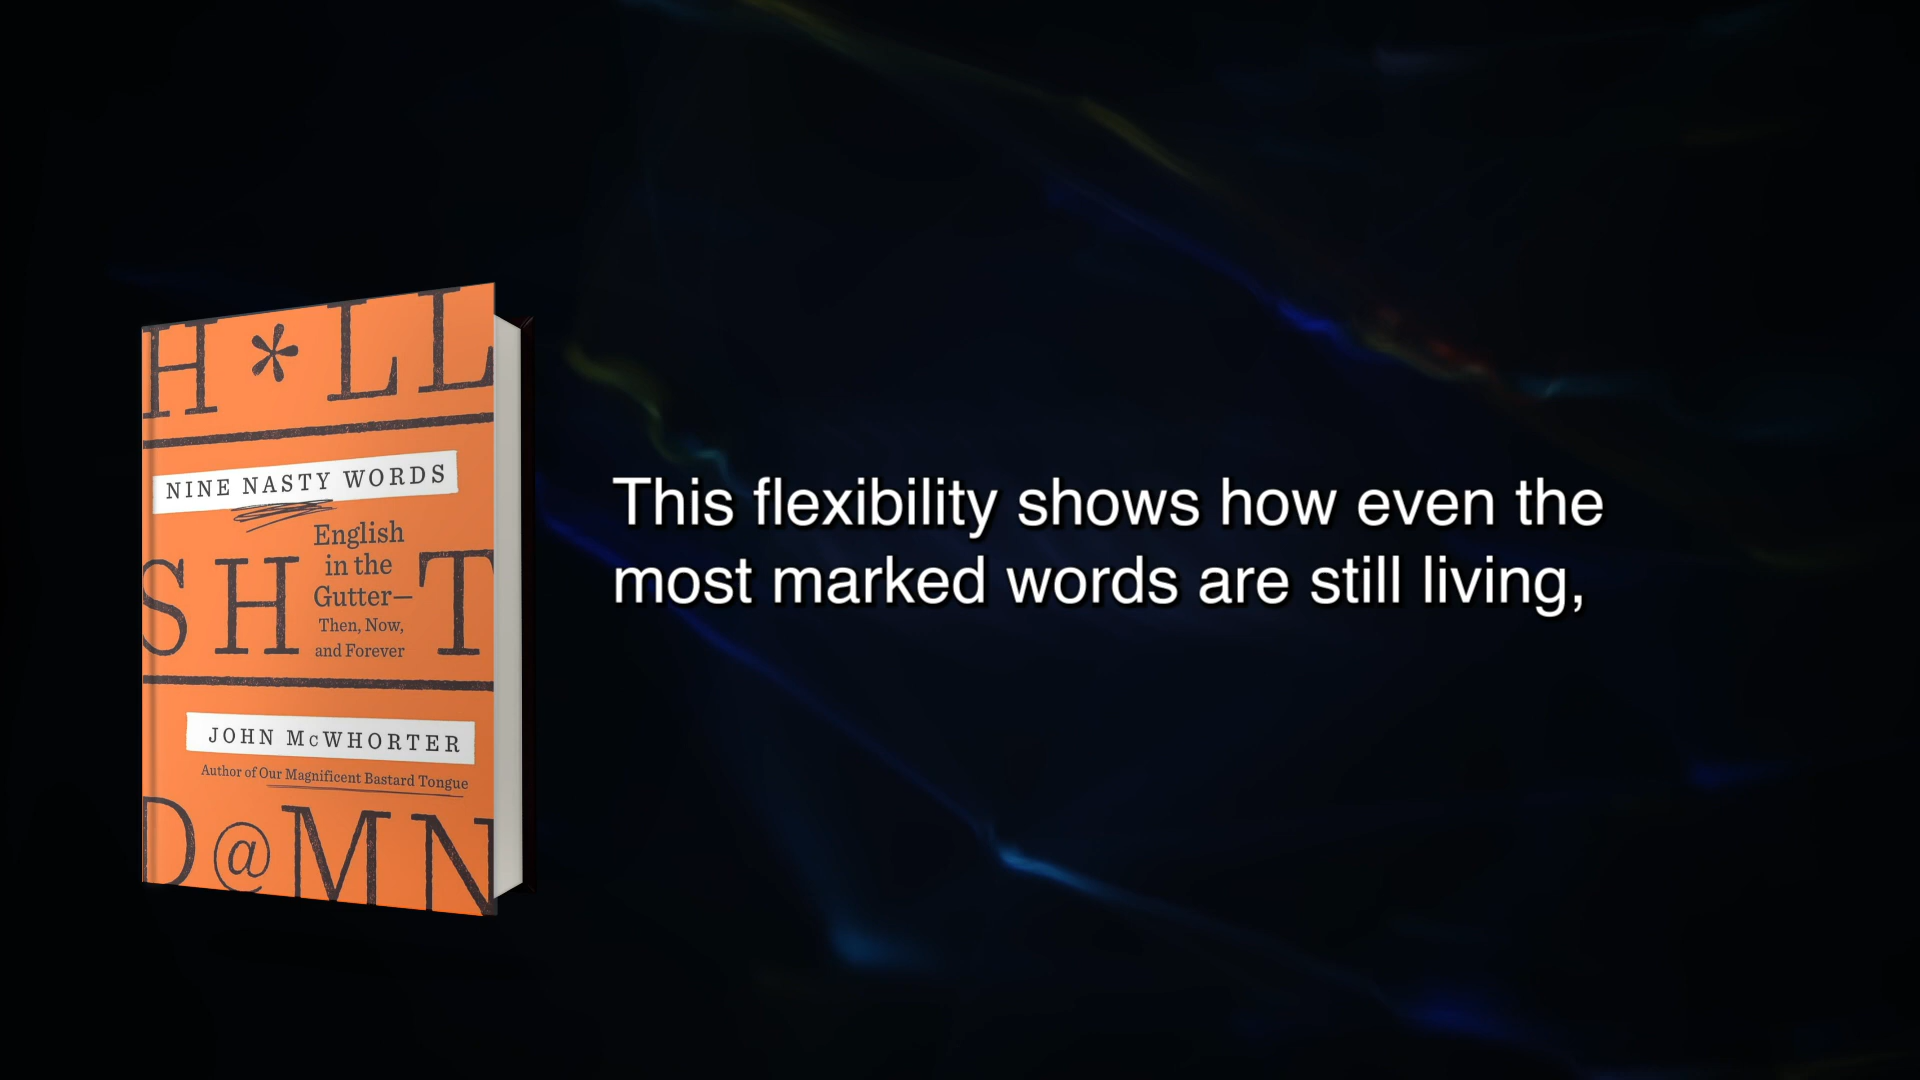 H*LL
NINE NASTY WORDS
English
in the
Gutter—
Then, Now,
and Forever
SH T
JOHN McWHORTER
Author of Our Magnificent Bastard Tongue
D@MN
This flexibility shows how even the
most marked words are still living,